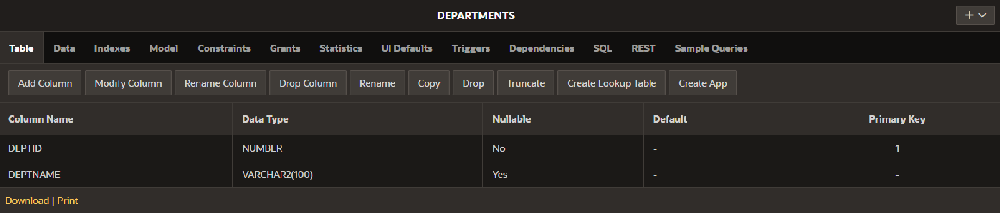 DEPARTMENTS
Table Data Indexes Model Constraints Grants Statistics UI Defaults Triggers Dependencies SQL REST Sample Queries
Add Column Modify Column Rename Column Drop Column Rename Copy Drop Truncate Create Lookup Table Create App
Column Name Data Type Nullable Default Primary Key
DEPTID NUMBER No - 1
DEPTNAME VARCHAR2(100) Yes - -
Download | Print